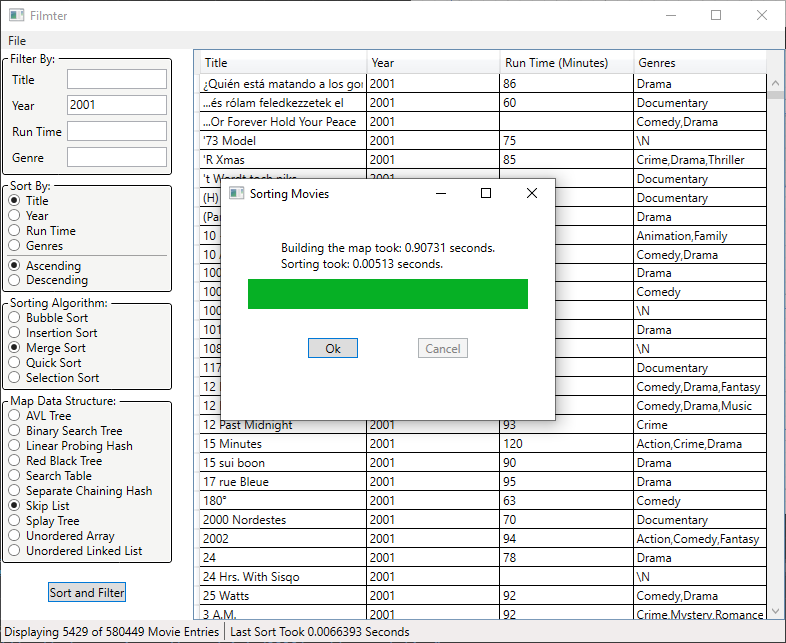 Filmter
File
Filter By:
Title
Year 2001
Run Time
Genre
Sort By:
Title
Year
Run Time
Genres
Ascending
Descending
Sorting Algorithm:
Bubble Sort
Insertion Sort
Merge Sort
Quick Sort
Selection Sort
Map Data Structure:
AVL Tree
Binary Search Tree
Linear Probing Hash
Red Black Tree
Search Table
Separate Chaining Hash
Skip List
Splay Tree
Unordered Array
Unordered Linked List
Sort and Filter
Title Year Run Time (Minutes) Genres
¿Quién está matando a los gor 2001 86 Drama
...és rólam feledkezzetek el 2001 60 Documentary
...Or Forever Hold Your Peace 2001 Comedy,Drama
'73 Model 2001 75 \N
'R Xmas 2001 85 Crime,Drama,Thriller
Documentary
(H) Documentary
Drama
10 Animation,Family
10 Comedy,Drama
100 Drama
100 Comedy
100 \N
101 Drama
108 \N
117 Documentary
12 Comedy,Drama,Fantasy
12 Comedy,Drama,Music
12 Past Midnight 2001 93 Crime
15 Minutes 2001 120 Action,Crime,Drama
15 sui boon 2001 90 Drama
17 rue Bleue 2001 95 Drama
180° 2001 63 Comedy
2000 Nordestes 2001 70 Documentary
2002 2001 94 Action,Comedy,Fantasy
24 2001 78 Drama
24 Hrs. With Sisqo 2001 \N
25 Watts 2001 92 Comedy,Drama
3 A.M. 2001 92 Crime,Mystery,Romance
Sorting Movies
Building the map took: 0.90731 seconds.
Sorting took: 0.00513 seconds.
Ok Cancel
Displaying 5429 of 580449 Movie Entries Last Sort Took 0.0066393 Seconds